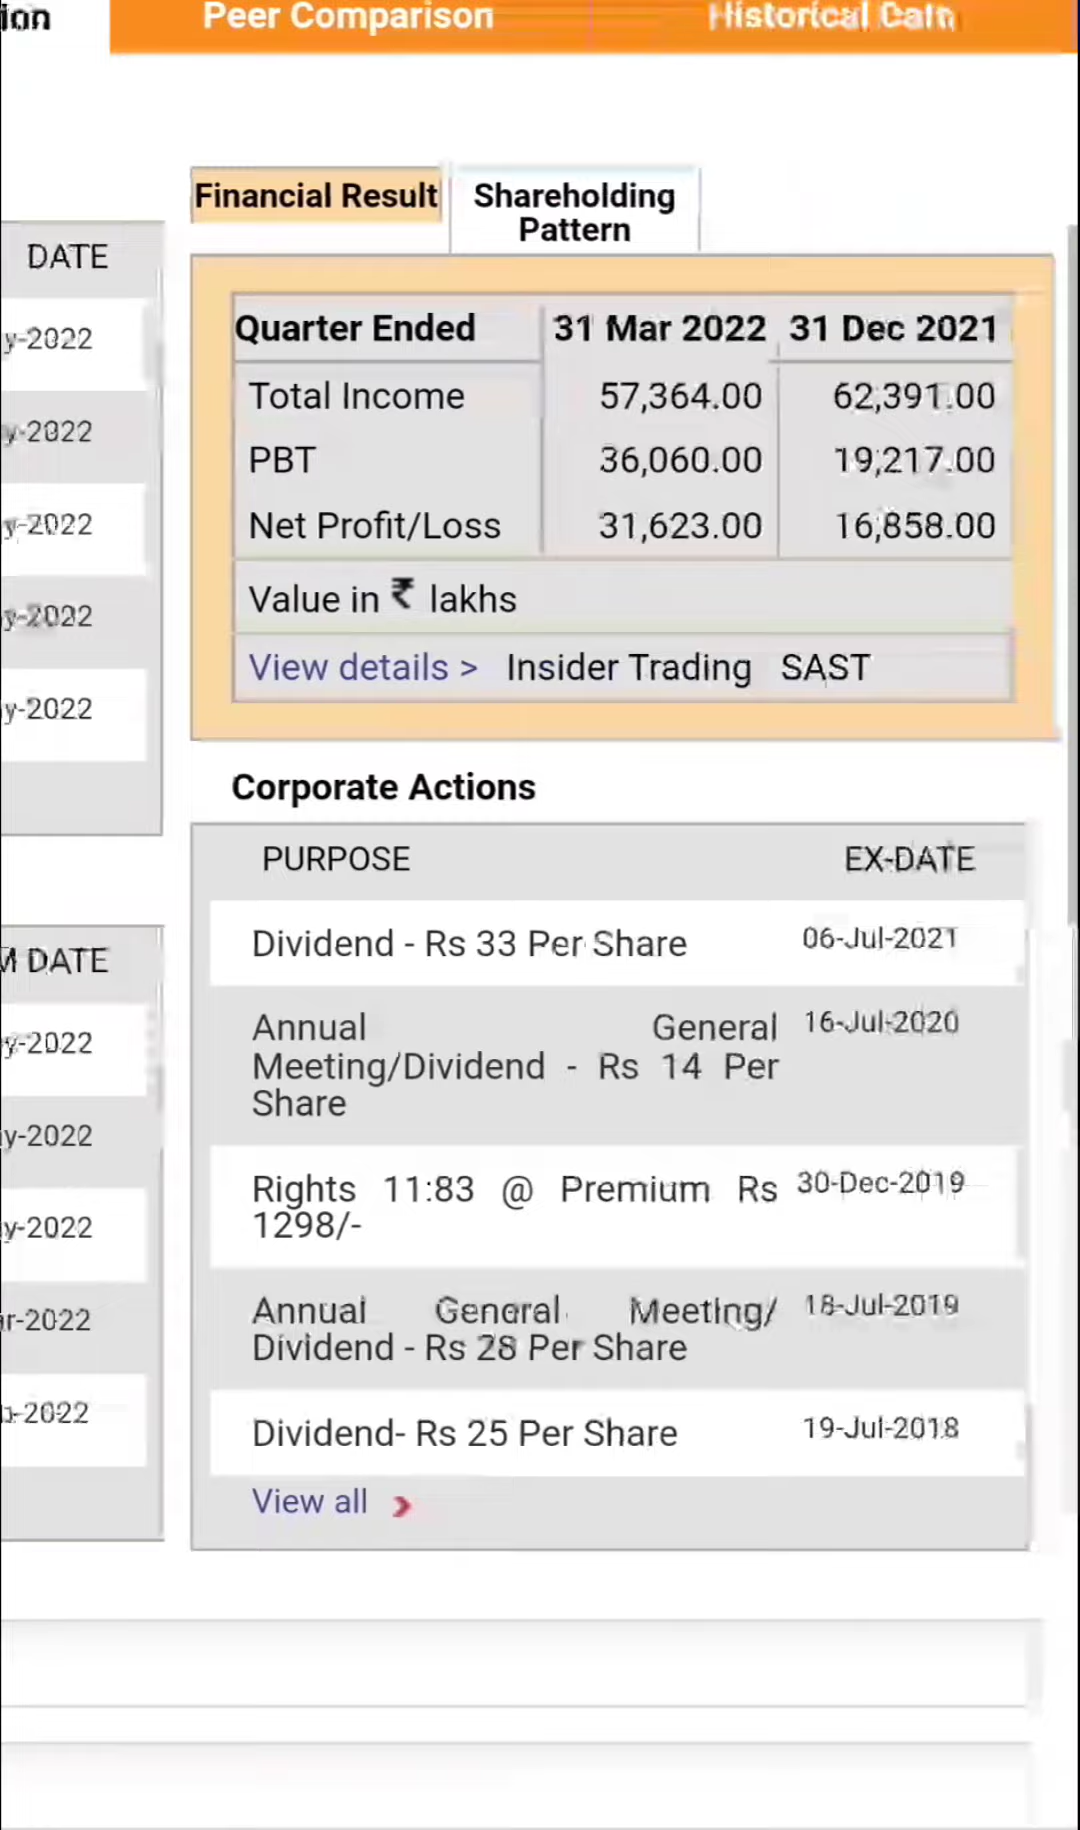 Peer Comparison
Financial Result
Shareholding
Pattern
DATE
y-2022
y-2022
y-2022
y-2022
y-2022
Quarter Ended 31 Mar 2022 31 Dec 2021
Total Income 57,364.00 62,391.00
PBT 36,060.00 19,217.00
Net Profit/Loss 31,623.00 16,858.00
Value in ₹ lakhs
View details > Insider Trading SAST
Corporate Actions
PURPOSE EX-DATE
Dividend - Rs 33 Per Share 06-Jul-2021
Annual General 16-Jul-2020
Meeting/Dividend - Rs 14 Per
Share
Rights 11:83 @ Premium Rs 30-Dec-2019
1298/-
Annual General Meeting/ 18-Jul-2019
Dividend - Rs 28 Per Share
Dividend- Rs 25 Per Share 19-Jul-2018
View all
DATE
y-2022
y-2022
y-2022
r-2022
-2022